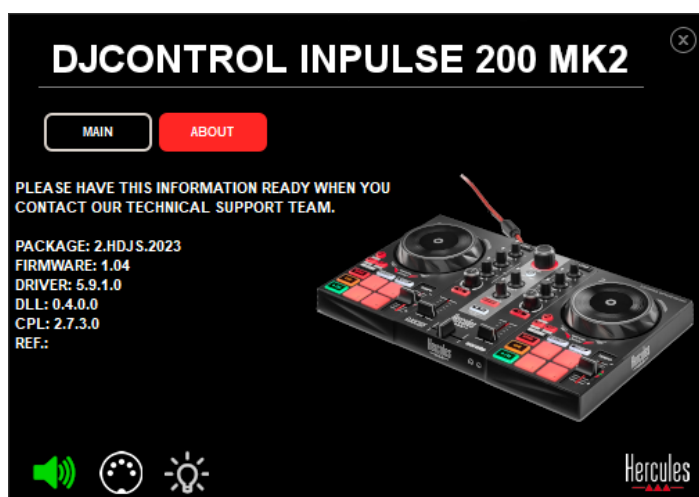 DJCONTROL INPULSE 200 MK2
MAIN
ABOUT
PLEASE HAVE THIS INFORMATION READY WHEN YOU
CONTACT OUR TECHNICAL SUPPORT TEAM.
PACKAGE: 2.HDJS.2023
FIRMWARE: 1.04
DRIVER: 5.9.1.0
DLL: 0.4.0.0
CPL: 2.7.3.0
REF.:
Hercules
Hercules